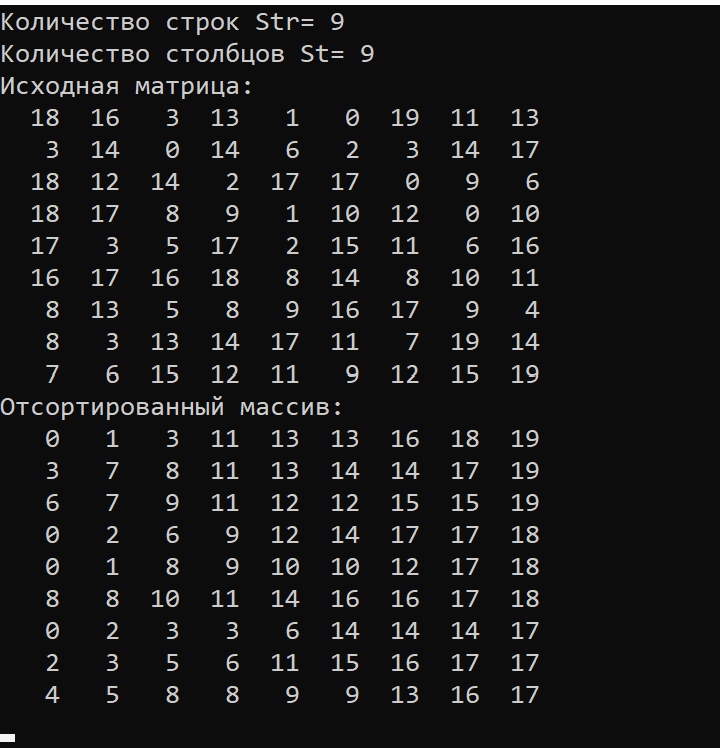 Количество строк Str= 9
Количество столбцов St= 9
Исходная матрица:
18 16 3 13 1 0 19 11 13
3 14 0 14 6 2 3 14 17
18 12 14 2 17 17 0 9 6
18 17 8 9 1 10 12 0 10
17 3 5 17 2 15 11 6 16
16 17 16 18 8 14 8 10 11
8 13 5 8 9 16 17 9 4
8 3 13 14 17 11 7 19 14
7 6 15 12 11 9 12 15 19
Отсортированный массив:
0 1 3 11 13 13 16 18 19
3 7 8 11 13 14 14 17 19
6 7 9 11 12 12 15 15 19
0 2 6 9 12 14 17 17 18
0 1 8 9 10 10 12 17 18
8 8 10 11 14 16 16 17 18
0 2 3 3 6 14 14 14 17
2 3 5 6 11 15 16 17 17
4 5 8 8 9 9 13 16 17